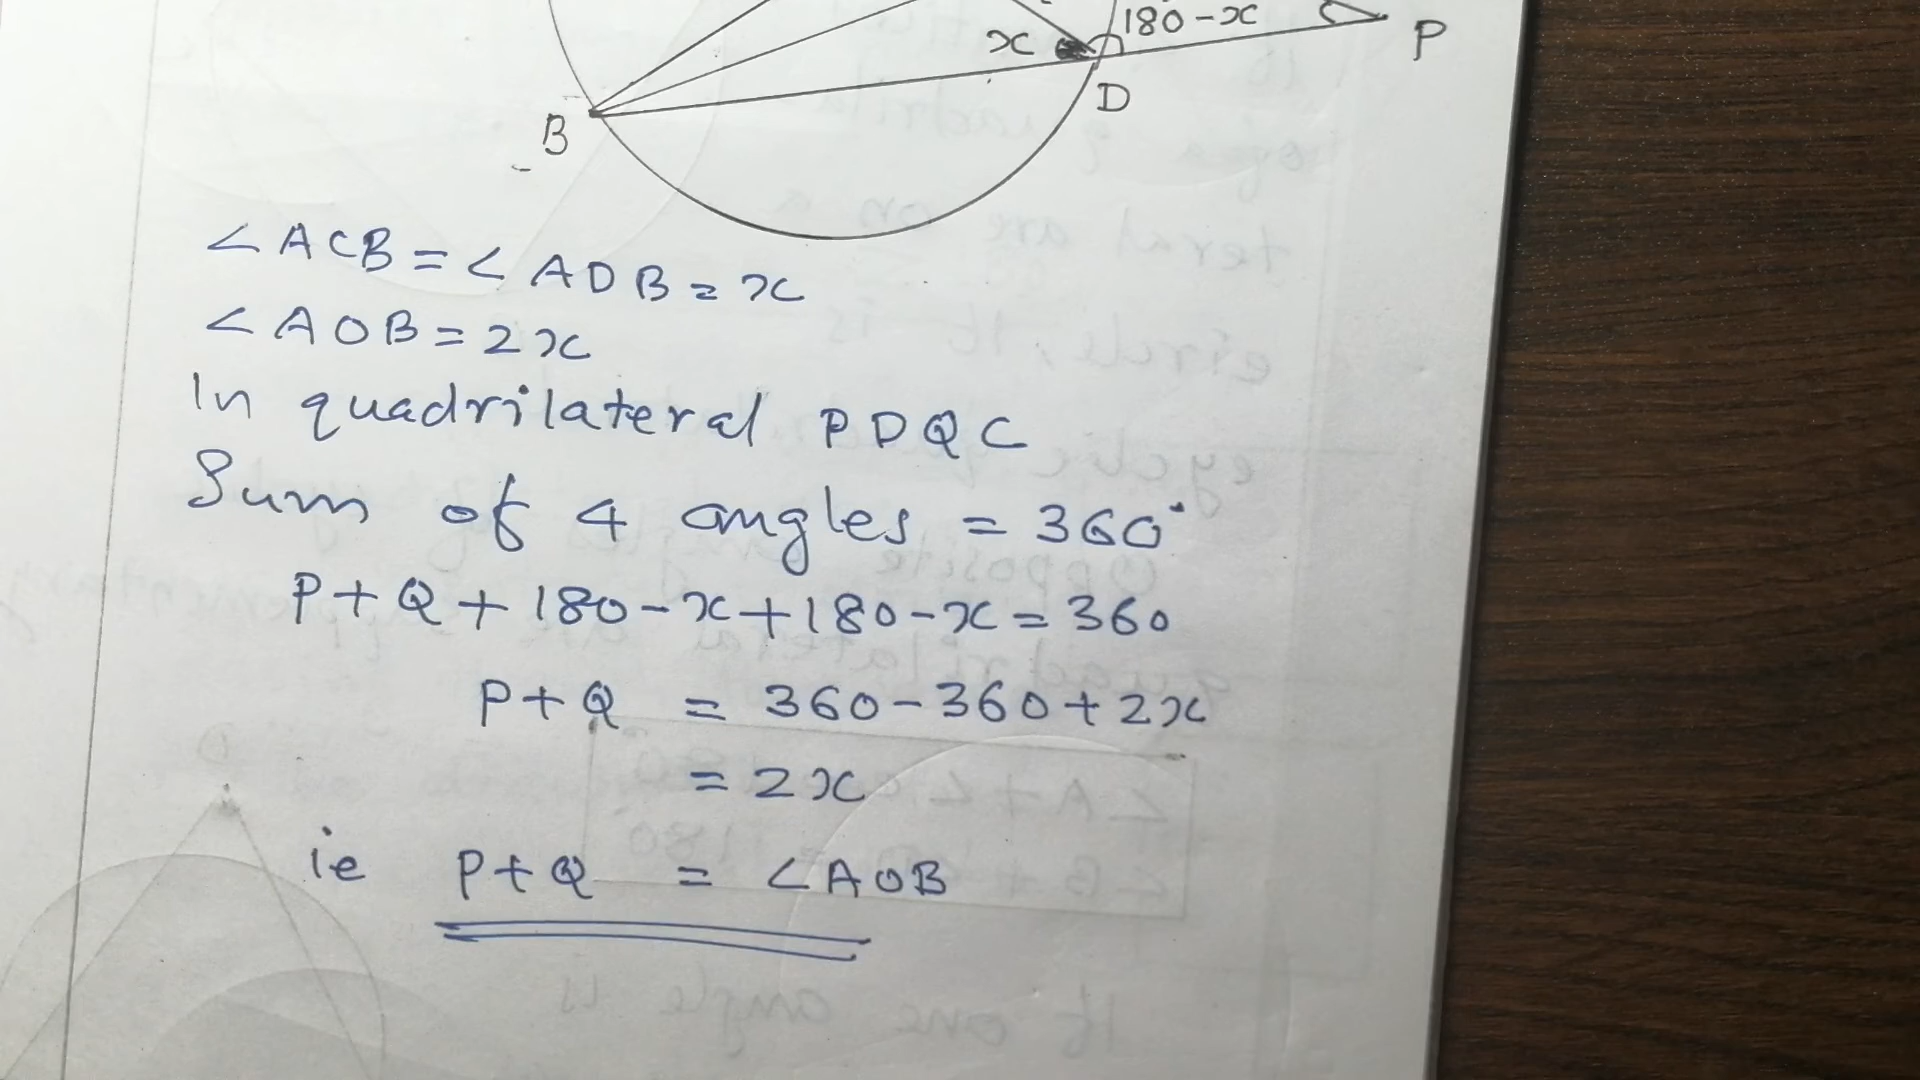 180-x
P
x
D
B
∠ACB = ∠ADB = x
∠AOB = 2x
In quadrilateral PDQC
Sum of 4 angles = 360°
P+Q+180-x+180-x = 360
P+Q = 360-360+2x
= 2x
ie P+Q = ∠AOB